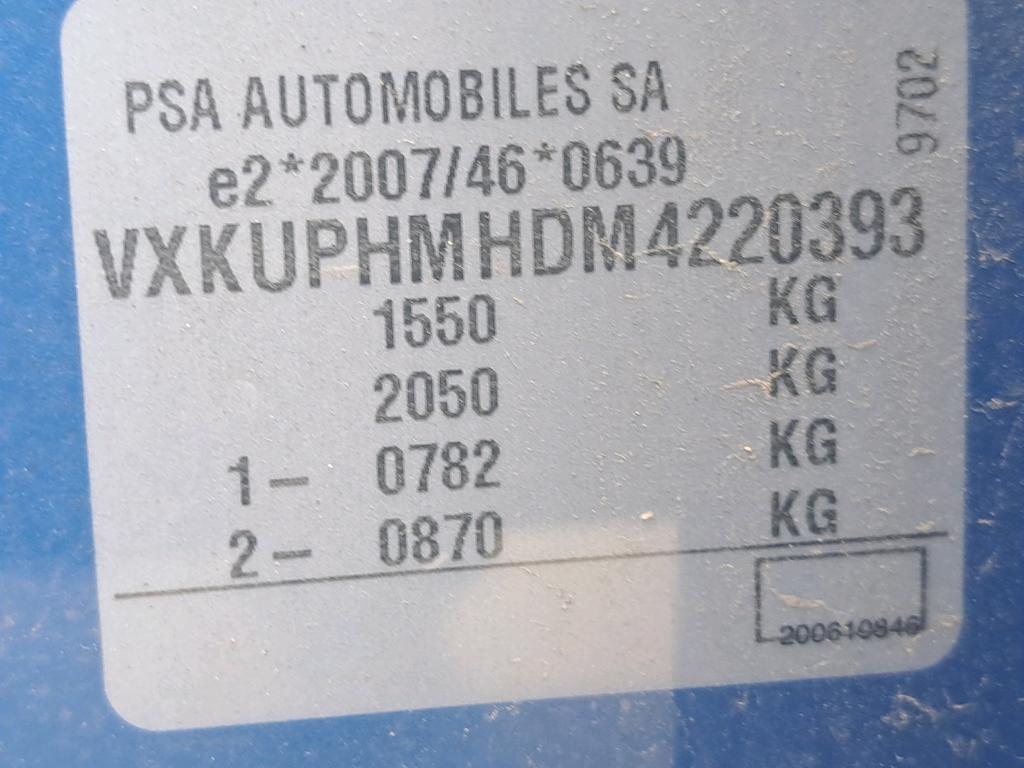 PSA AUTOMOBILES SA
9702
e2*2007/46*0639
VXKUPHMHDM4220393
1550 KG
2050 KG
1- 0782 KG
2- 0870 KG
200610846